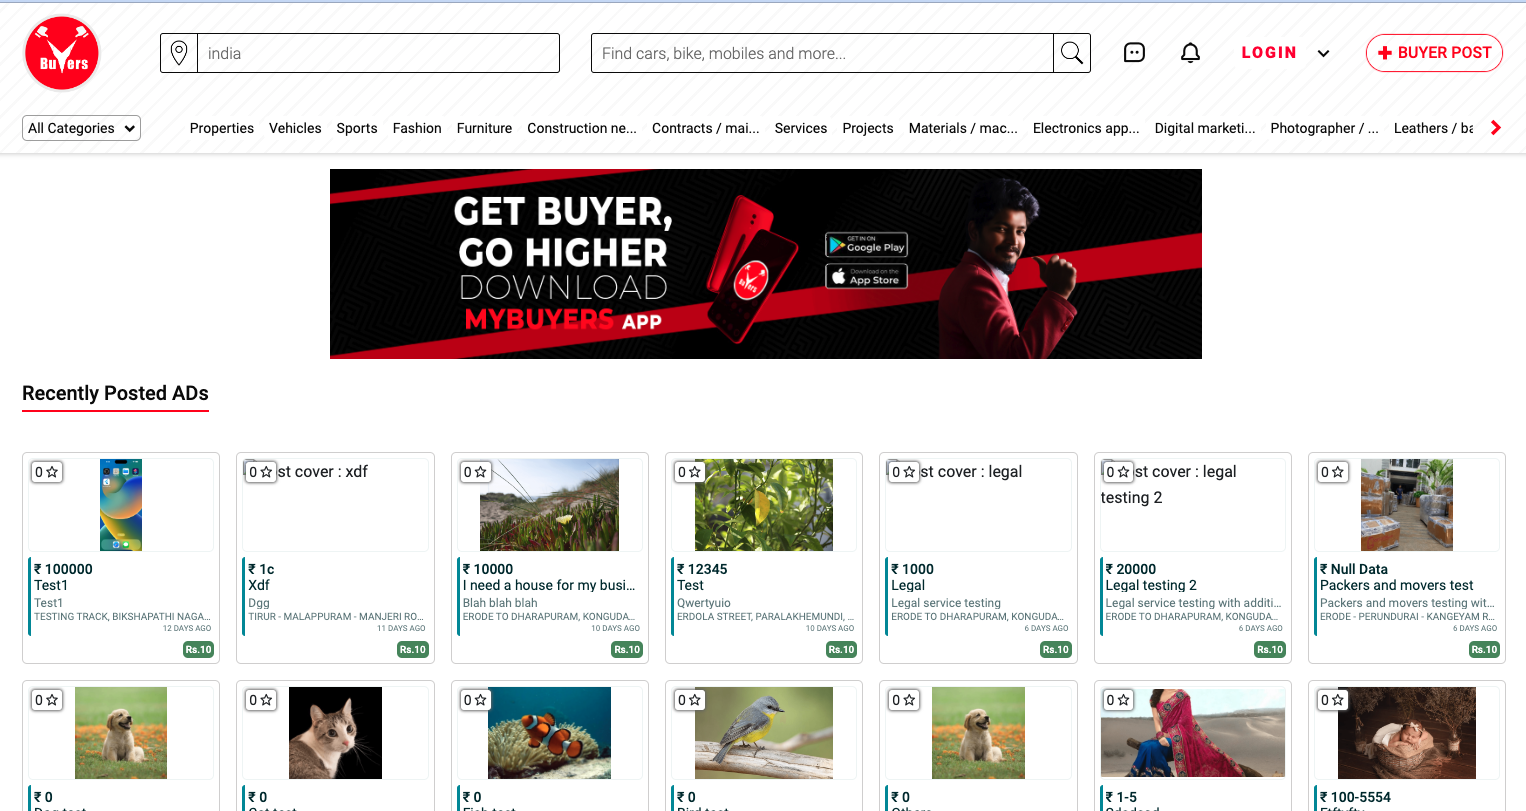 BuYers
india
Find cars, bike, mobiles and more...
LOGIN
BUYER POST
All Categories
Properties
Vehicles
Sports
Fashion
Furniture
Construction ne...
Contracts / mai...
Services
Projects
Materials / mac...
Electronics app...
Digital marketi...
Photographer / ...
Leathers / ba
GET BUYER,
GO HIGHER
DOWNLOAD
MYBUYERS APP
BuYers
GET IN ON
Google Play
Download on the
App Store
Recently Posted ADs
0
0
st cover : xdf
0
0
0
st cover : legal
0
st cover : legal
testing 2
0
₹ 100000
Test1
Test1
TESTING TRACK, BIKSHAPATHI NAGA...
12 DAYS AGO
Rs.10
₹ 1c
Xdf
Dgg
TIRUR - MALAPPURAM - MANJERI RO...
11 DAYS AGO
Rs.10
₹ 10000
I need a house for my busi...
Blah blah blah
ERODE TO DHARAPURAM, KONGUDA...
10 DAYS AGO
Rs.10
₹ 12345
Test
Qwertyuio
ERDOLA STREET, PARALAKHEMUNDI, ...
10 DAYS AGO
Rs.10
₹ 1000
Legal
Legal service testing
ERODE TO DHARAPURAM, KONGUDA...
6 DAYS AGO
Rs.10
₹ 20000
Legal testing 2
Legal service testing with additi...
ERODE TO DHARAPURAM, KONGUDA...
6 DAYS AGO
Rs.10
₹ Null Data
Packers and movers test
Packers and movers testing wit...
ERODE - PERUNDURAI - KANGEYAM R...
6 DAYS AGO
Rs.10
0
0
0
0
0
0
0
₹ 0
₹ 0
₹ 0
₹ 0
₹ 0
₹ 1-5
₹ 100-5554